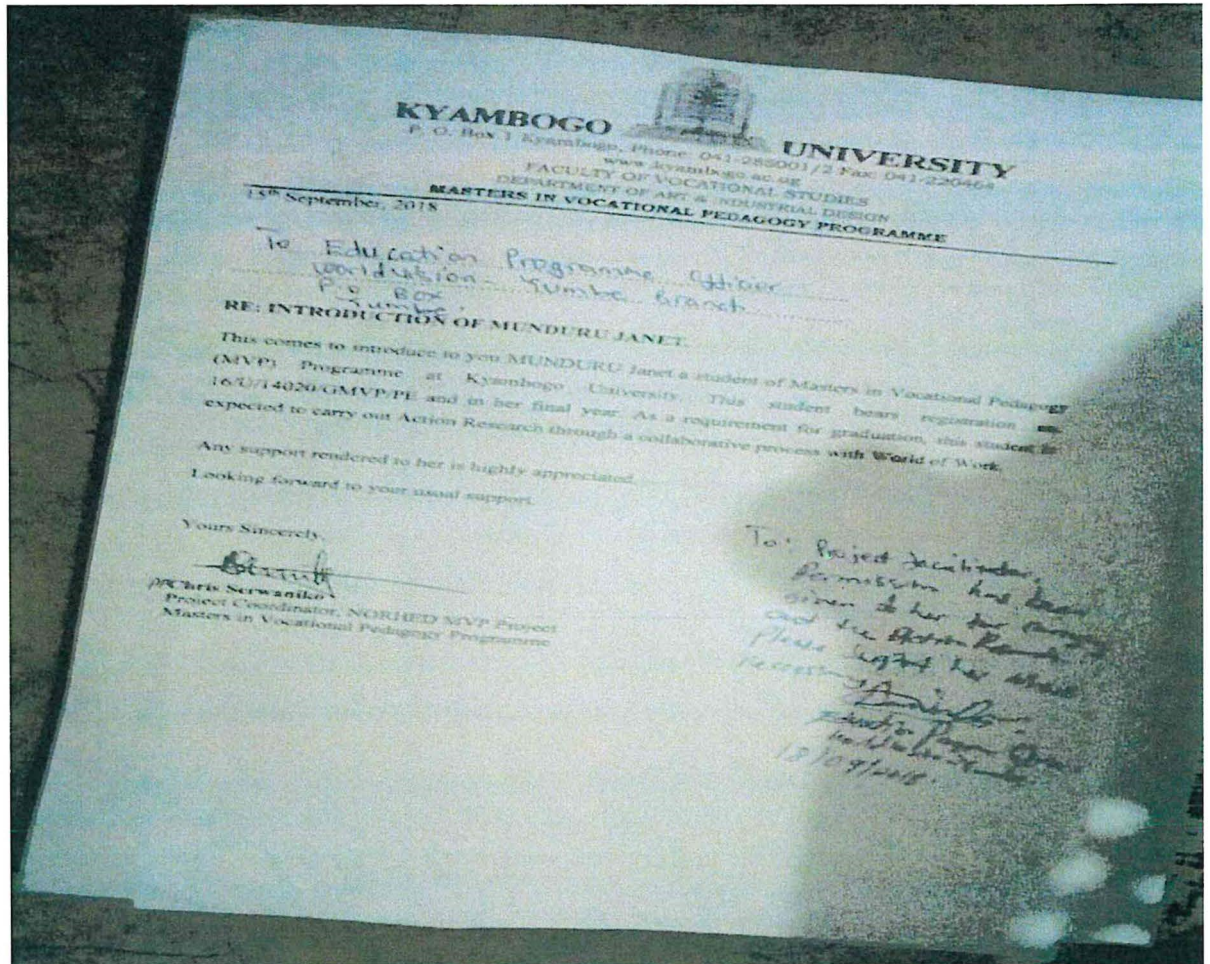 KYAMBOGO UNIVERSITY
P. O. Box 1 Kyambogo, Phone: 041-285001/2 Fax: 041-220464
www.kyambogo.ac.ug
FACULTY OF VOCATIONAL STUDIES
DEPARTMENT OF ART & INDUSTRIAL DESIGN
MASTERS IN VOCATIONAL PEDAGOGY PROGRAMME
15th September, 2018
To Education Programme Officer
World Vision - Yumbe Branch
P.o Box
Yumbe.
RE: INTRODUCTION OF MUNDURU JANET.
This comes to introduce to you MUNDURU Janet a student of Masters in Vocational Pedagogy
(MVP) Programme at Kyambogo University. This student bears registration
16/U/14020/GMVP/PE and in her final year. As a requirement for graduation, this student is
expected to carry out Action Research through a collaborative process with World of Work.
Any support rendered to her is highly appreciated.
Looking forward to your usual support.
Yours Sincerely,
Chris Serwaniko
Project Coordinator, NORHED MVP Project
Masters in Vocational Pedagogy Programme
To: Project facilitator,
Permission has been
given to her for carrying
out the Action Research
Please support her where
necessary
18/09/2018.